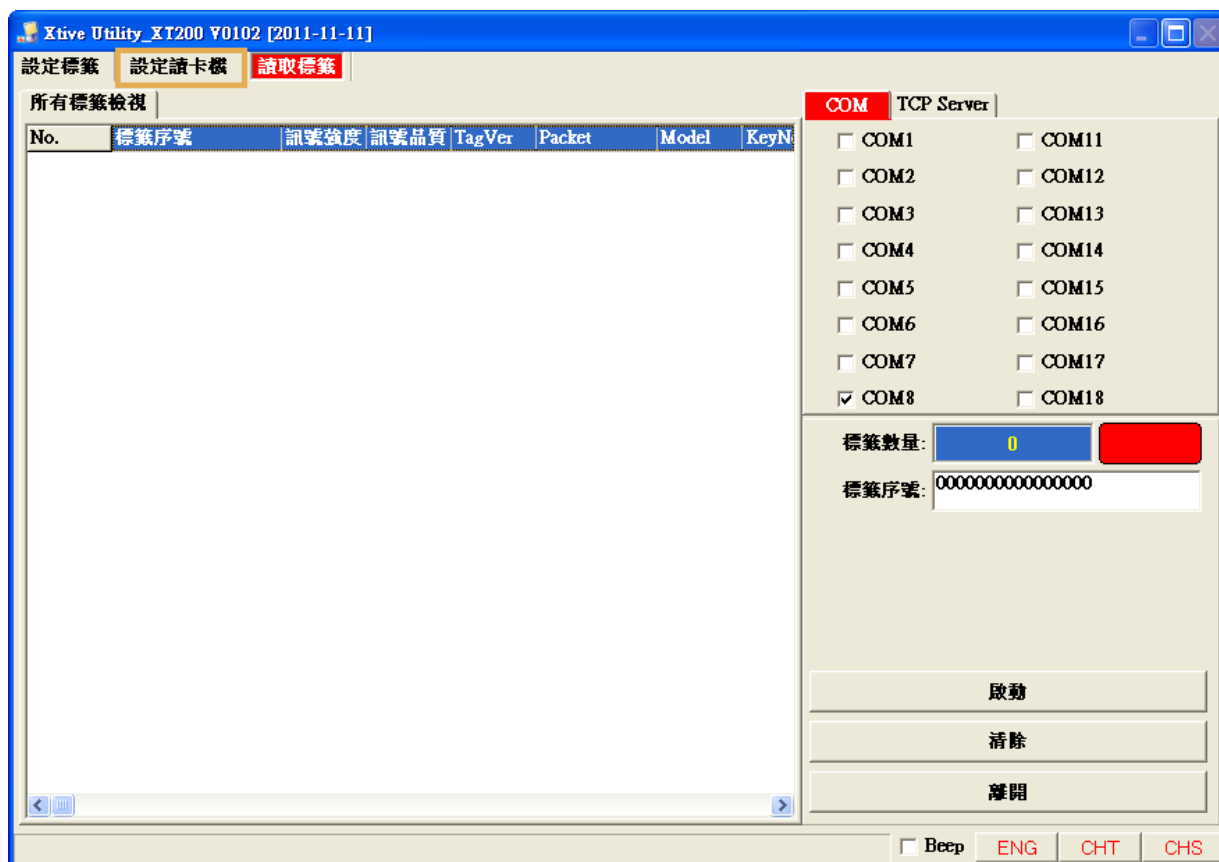 Xtive Utility_XT200 V0102 [2011-11-11]
設定標籤 設定讀卡機 讀取標籤
所有標籤檢視
No. 標籤序號 訊號強度 訊號品質 TagVer Packet Model KeyN
COM TCP Server
COM1 COM11
COM2 COM12
COM3 COM13
COM4 COM14
COM5 COM15
COM6 COM16
COM7 COM17
COM8 COM18
標籤數量: 0
標籤序號: 0000000000000000
啟動
清除
離開
Beep ENG CHT CHS